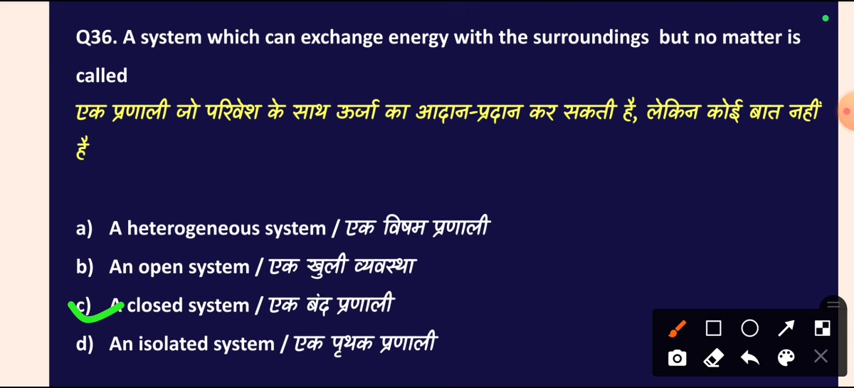 Q36. A system which can exchange energy with the surroundings but no matter is
called
एक प्रणाली जो परिवेश के साथ ऊर्जा का आदान-प्रदान कर सकती है, लेकिन कोई बात नहीं
है
a) A heterogeneous system / एक विषम प्रणाली
b) An open system / एक खुली व्यवस्था
c) A closed system / एक बंद प्रणाली
d) An isolated system / एक पृथक प्रणाली